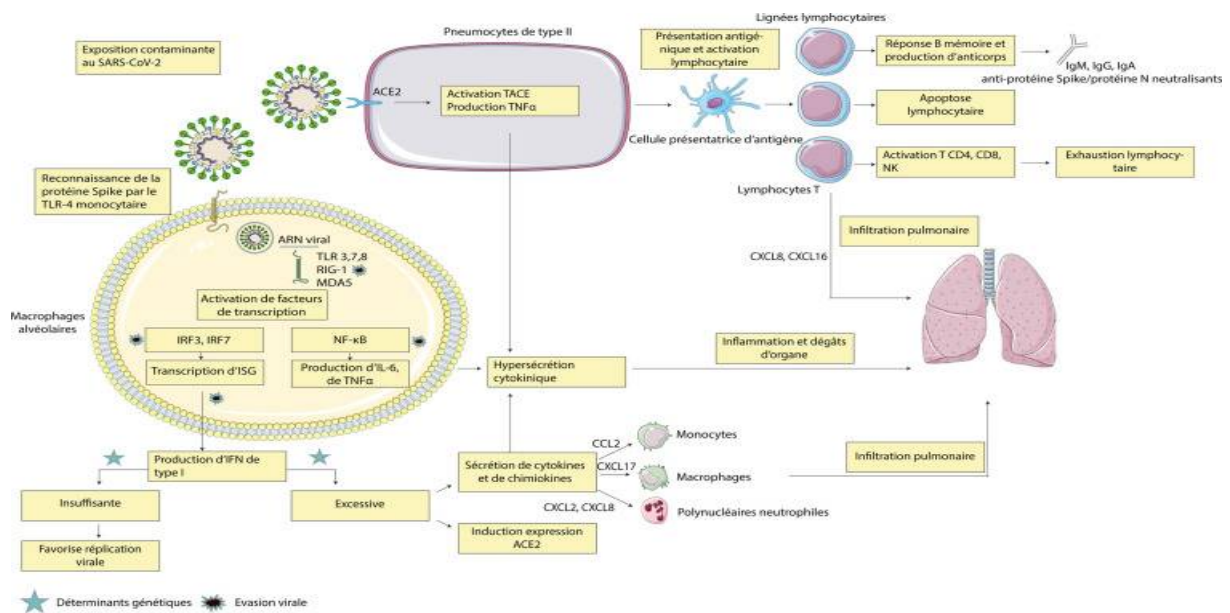 Exposition contaminante
au SARS-CoV-2
Pneumocytes de type II
ACE2
Activation TACE
Production TNFα
Présentation antigé-
nique et activation
lymphocytaire
Cellule présentatrice d'antigène
Lignées lymphocytaires
Réponse B mémoire et
production d'anticorps
IgM, IgG, IgA
anti-protéine Spike/protéine N neutralisants
Apoptose
lymphocytaire
Activation T CD4, CD8,
NK
Exhaustion lymphocy-
taire
Lymphocytes T
Reconnaissance de la
protéine Spike par le
TLR-4 monocytaire
ARN viral
TLR 3,7,8
RIG-1
MDA5
Activation de facteurs
de transcription
Macrophages
alvéolaires
IRF3, IRF7
NF-κB
Transcription d'ISG
Production d'IL-6,
de TNFα
Infiltration pulmonaire
CXCL8, CXCL16
Hypersécrétion
cytokinique
Inflammation et dégâts
d'organe
Production d'IFN de
type I
Insuffisante
Excessive
Favorise réplication
virale
Sécrétion de cytokines
et de chimiokines
Induction expression
ACE2
CCL2
Monocytes
CXCL17
Macrophages
CXCL2, CXCL8
Polynucléaires neutrophiles
Infiltration pulmonaire
Déterminants génétiques
Evasion virale